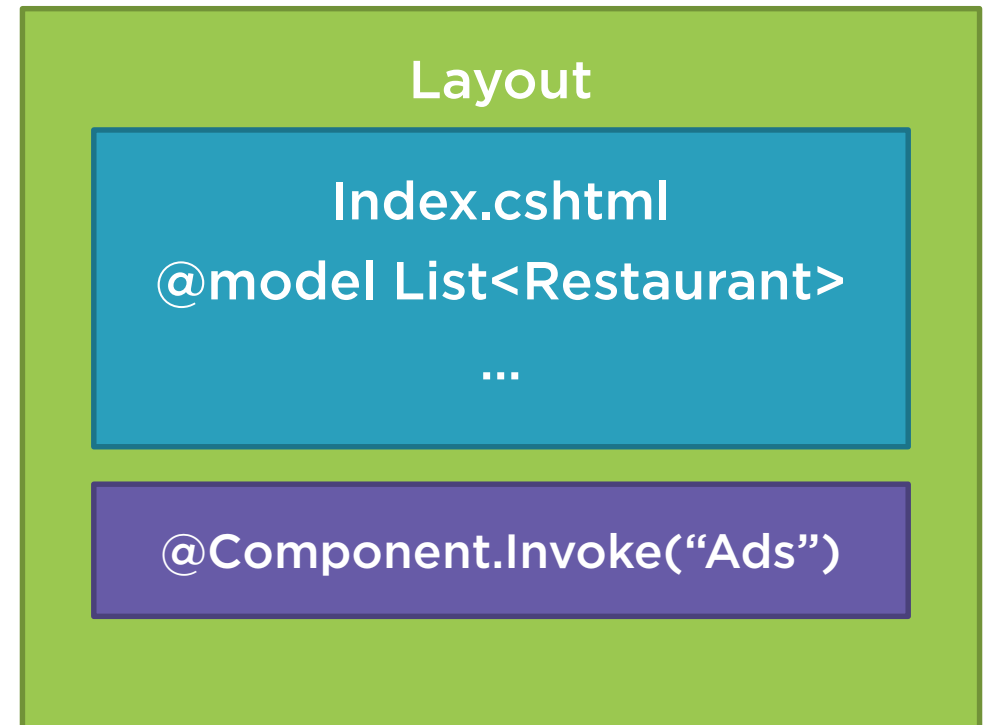 Layout
Index.cshtml
@model List<Restaurant>
...
@Component.Invoke(“Ads”)